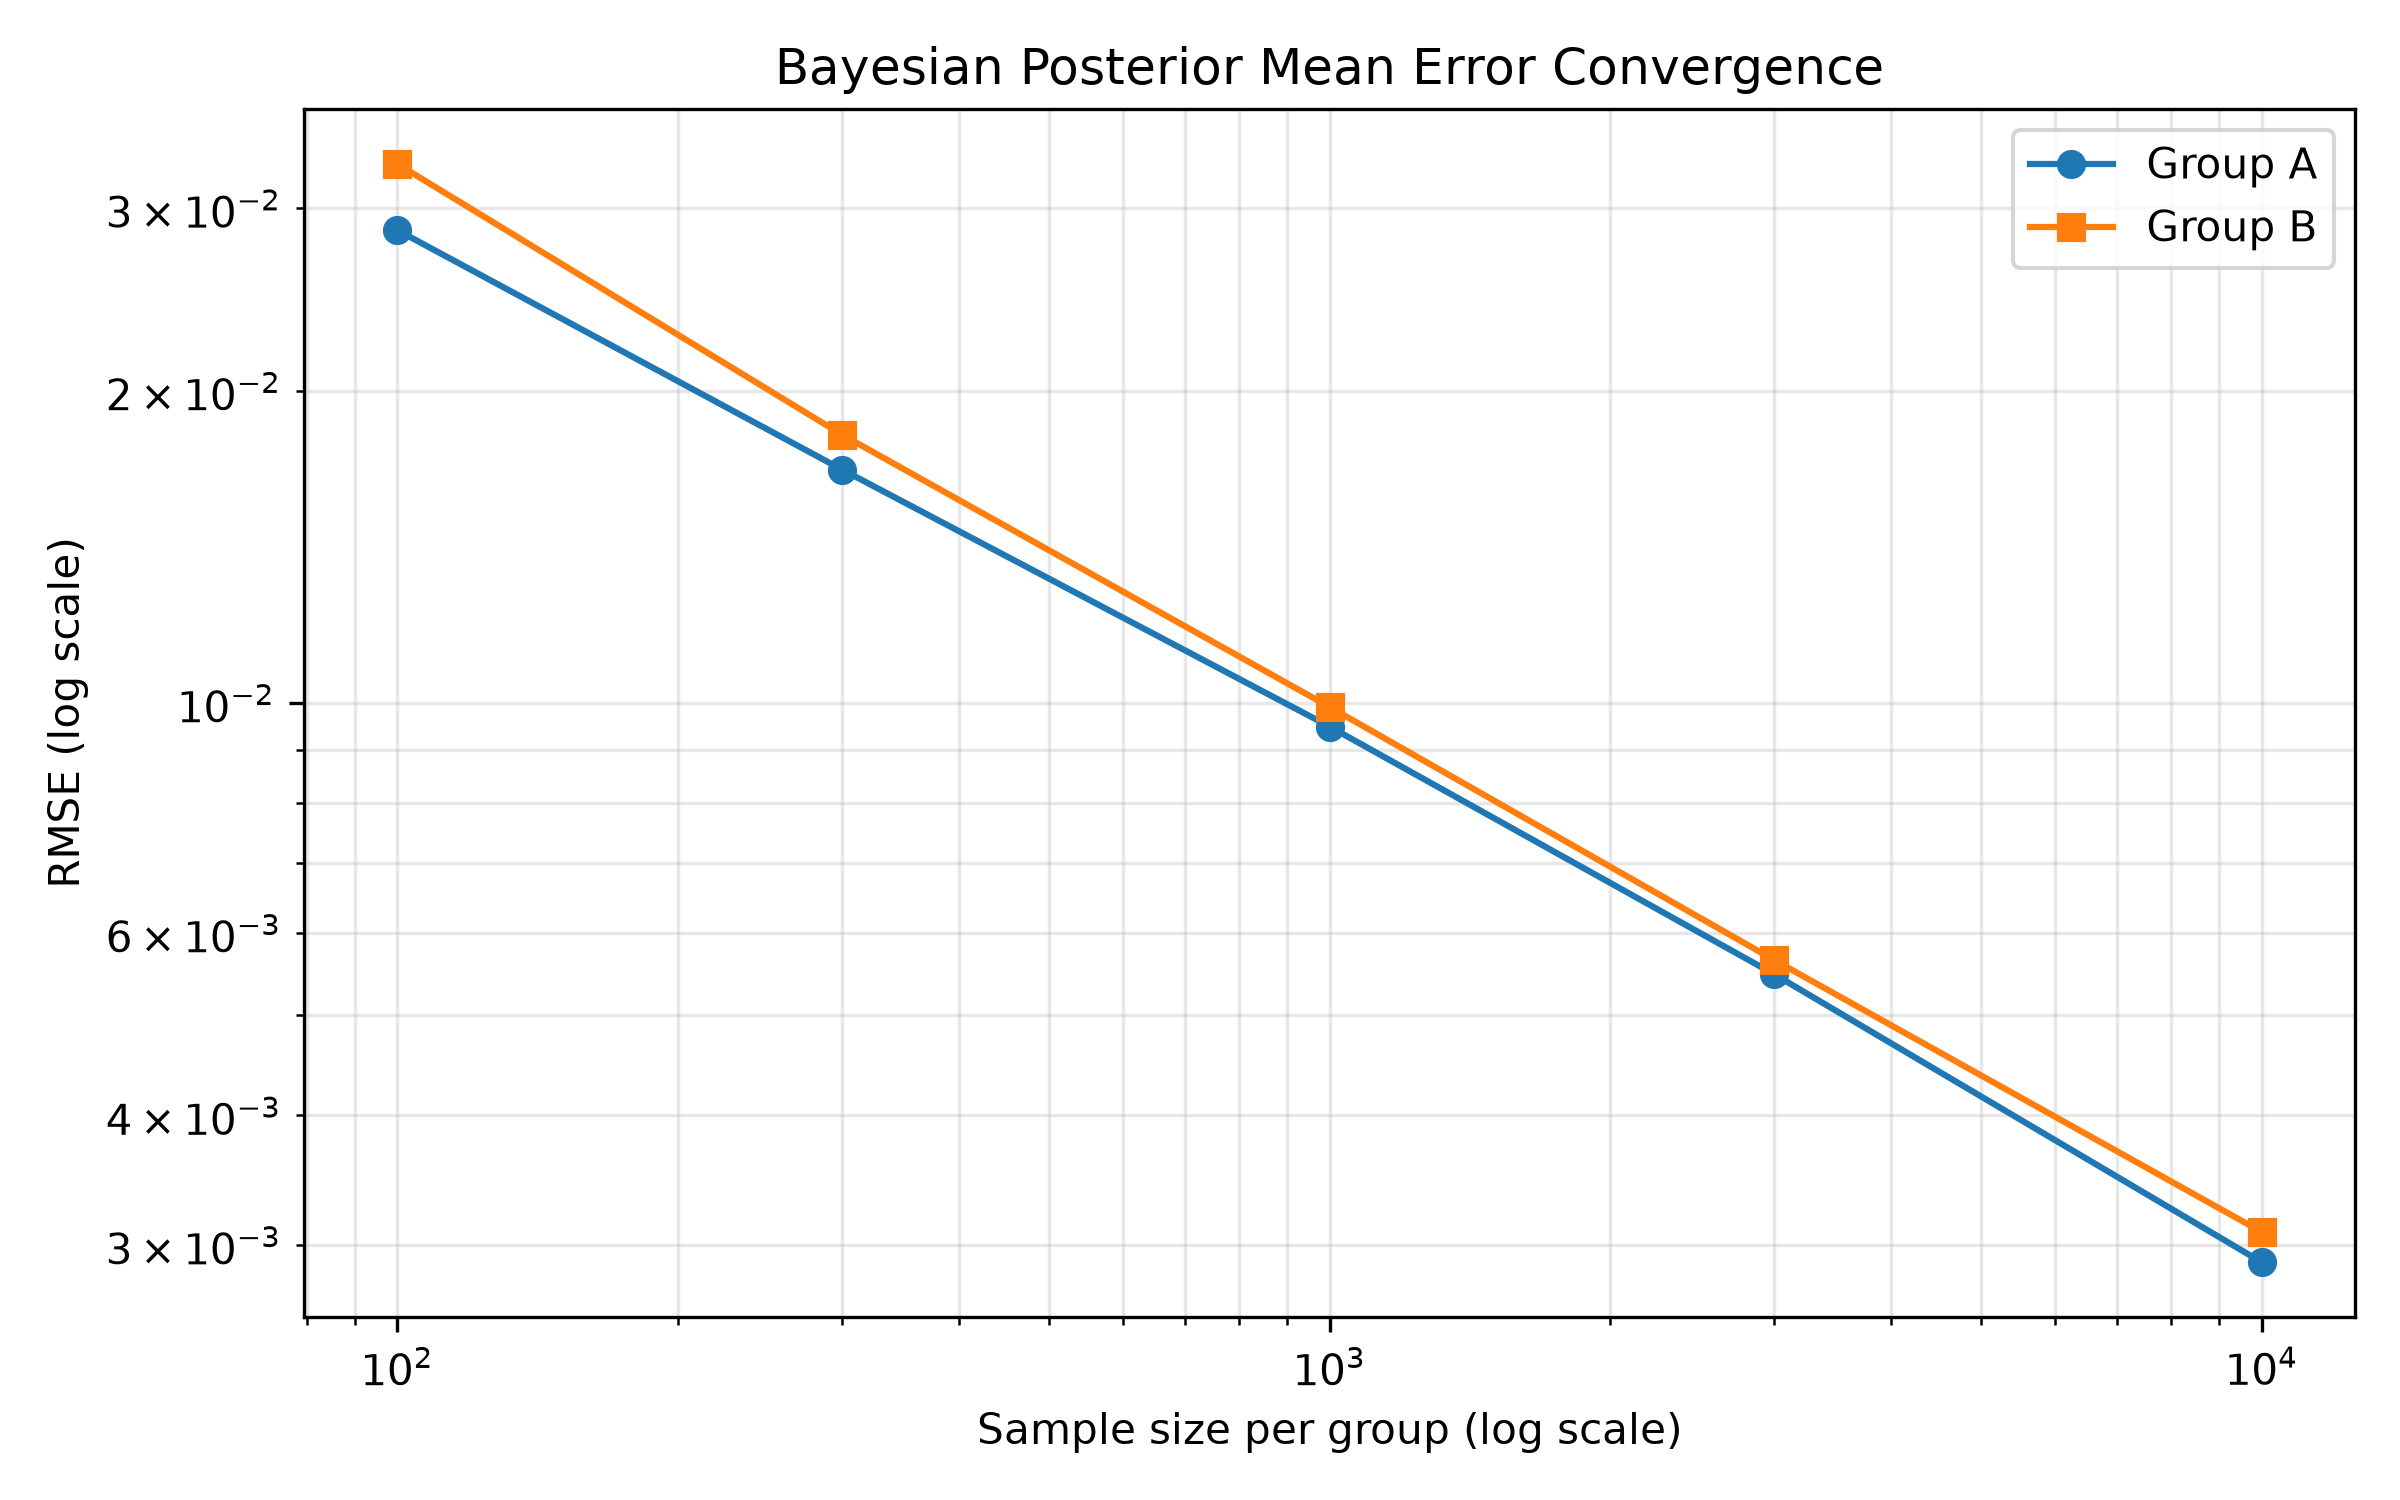 Bayesian Posterior Mean Error Convergence
Group A
Group B
RMSE (log scale)
3 × 10⁻²
2 × 10⁻²
10⁻²
6 × 10⁻³
4 × 10⁻³
3 × 10⁻³
10² 10³ 10⁴
Sample size per group (log scale)